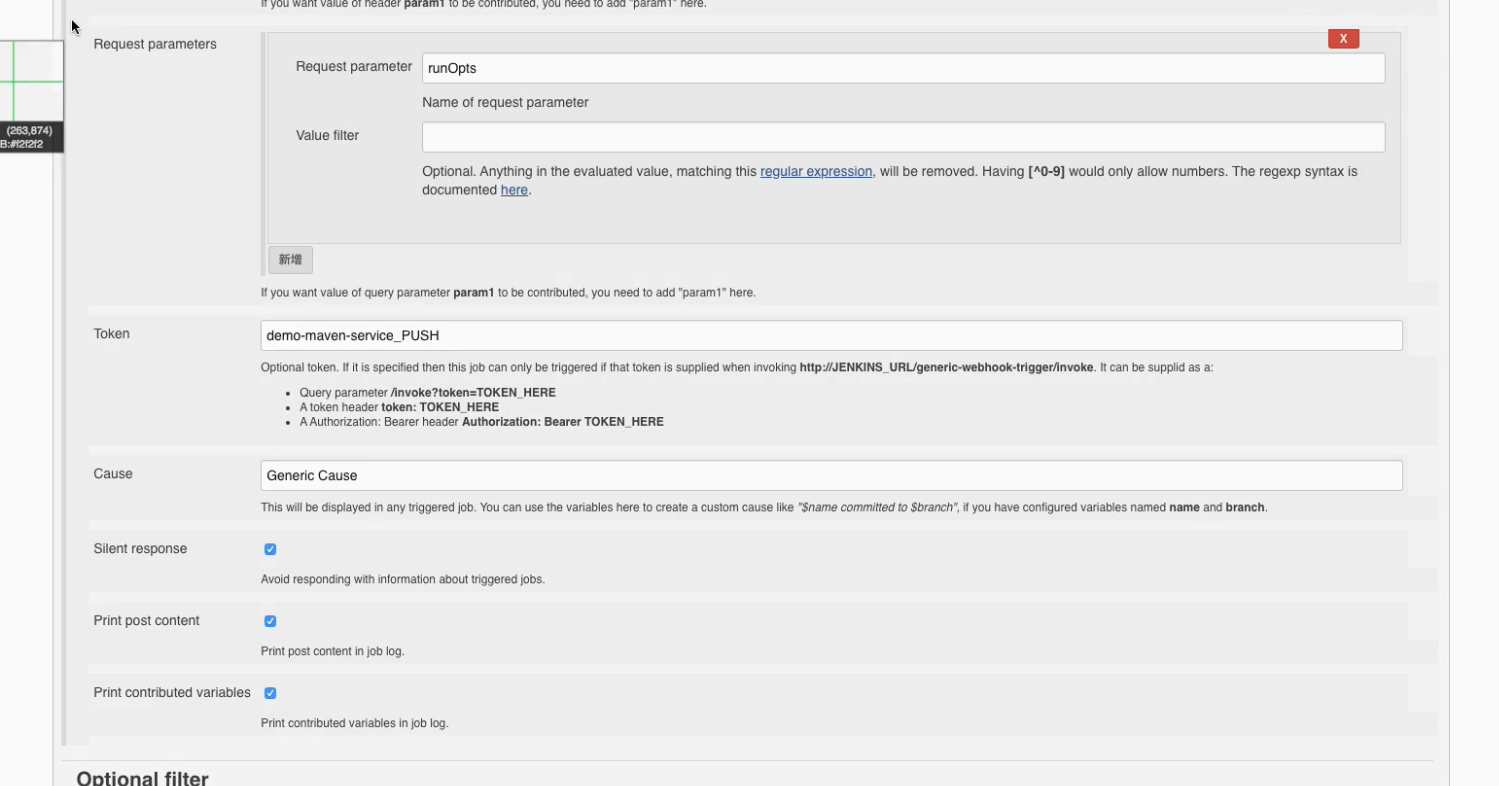 If you want value of header param1 to be contributed, you need to add "param1" here.
Request parameters
X
Request parameter
runOpts
Name of request parameter
Value filter
Optional. Anything in the evaluated value, matching this regular expression, will be removed. Having [^0-9] would only allow numbers. The regexp syntax is
documented here.
(263,874)
B:#f2f2f2
新增
If you want value of query parameter param1 to be contributed, you need to add "param1" here.
Token
demo-maven-service_PUSH
Optional token. If it is specified then this job can only be triggered if that token is supplied when invoking http://JENKINS_URL/generic-webhook-trigger/invoke. It can be supplid as a:
• Query parameter /invoke?token=TOKEN_HERE
• A token header token: TOKEN_HERE
• A Authorization: Bearer header Authorization: Bearer TOKEN_HERE
Cause
Generic Cause
This will be displayed in any triggered job. You can use the variables here to create a custom cause like "$name committed to $branch", if you have configured variables named name and branch.
Silent response
Avoid responding with information about triggered jobs.
Print post content
Print post content in job log.
Print contributed variables
Print contributed variables in job log.
Optional filter